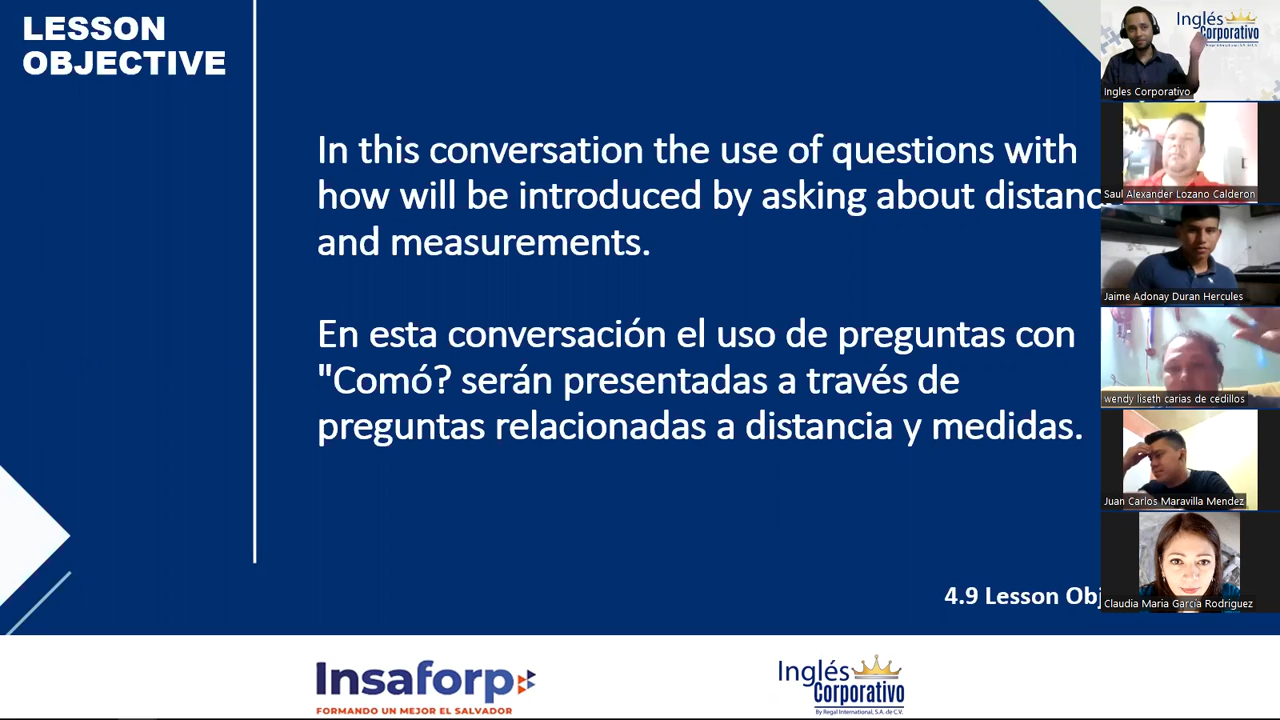 LESSON
OBJECTIVE
In this conversation the use of questions with
how will be introduced by asking about distanc
and measurements.
En esta conversación el uso de preguntas con
"Comó? serán presentadas a través de
preguntas relacionadas a distancia y medidas.
4.9 Lesson Obj
Insaforp
FORMANDO UN MEJOR EL SALVADOR
Inglés
Corporativo
By Regal International, S.A. de C.V.
Inglés
Corporativo
Ingles Corporativo
Saul Alexander Lozano Calderon
Jaime Adonay Duran Hercules
wendy liseth carias de cedillos
Juan Carlos Maravilla Mendez
Claudia Maria García Rodriguez